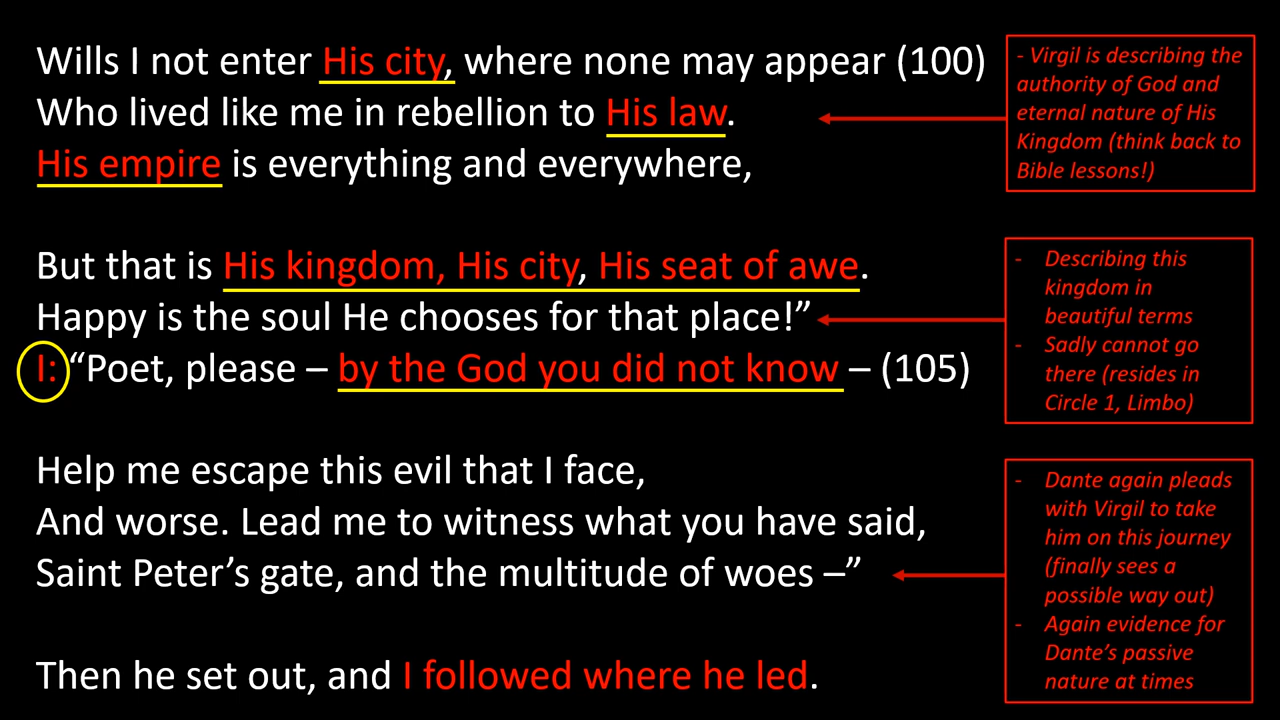 Wills I not enter His city, where none may appear (100)
Who lived like me in rebellion to His law.
His empire is everything and everywhere,
But that is His kingdom, His city, His seat of awe.
Happy is the soul He chooses for that place!”
I: “Poet, please – by the God you did not know – (105)
Help me escape this evil that I face,
And worse. Lead me to witness what you have said,
Saint Peter’s gate, and the multitude of woes –”
Then he set out, and I followed where he led.
- Virgil is describing the
authority of God and
eternal nature of His
Kingdom (think back to
Bible lessons!)
- Describing this
kingdom in
beautiful terms
- Sadly cannot go
there (resides in
Circle 1, Limbo)
- Dante again pleads
with Virgil to take
him on this journey
(finally sees a
possible way out)
- Again evidence for
Dante’s passive
nature at times